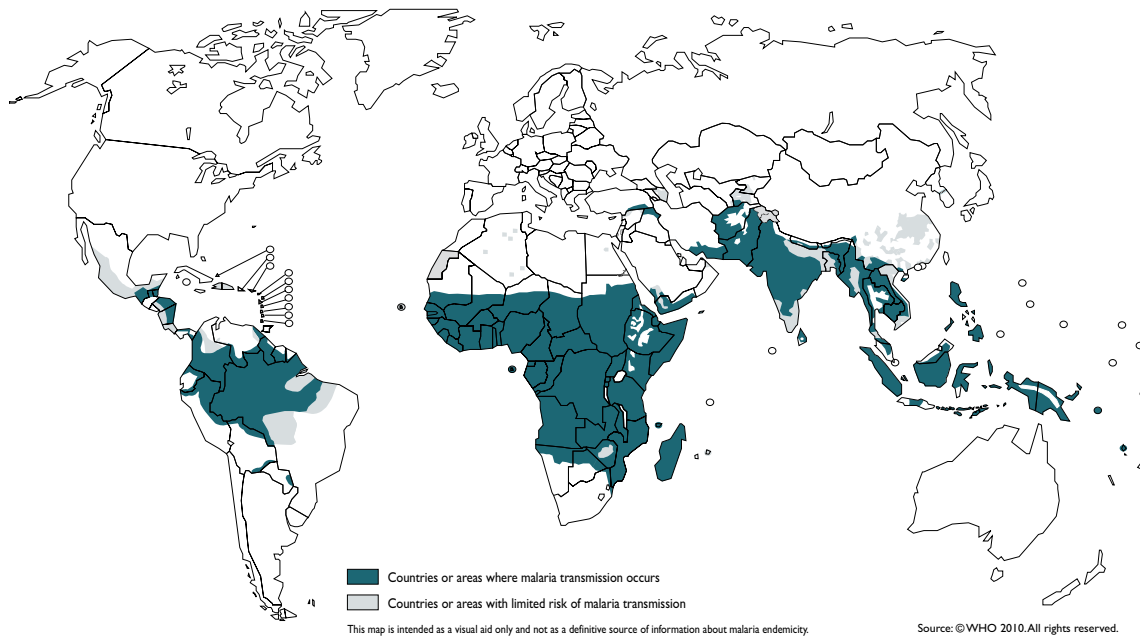 Countries or areas where malaria transmission occurs
Countries or areas with limited risk of malaria transmission
This map is intended as a visual aid only and not as a definitive source of information about malaria endemicity.
Source: © WHO 2010. All rights reserved.